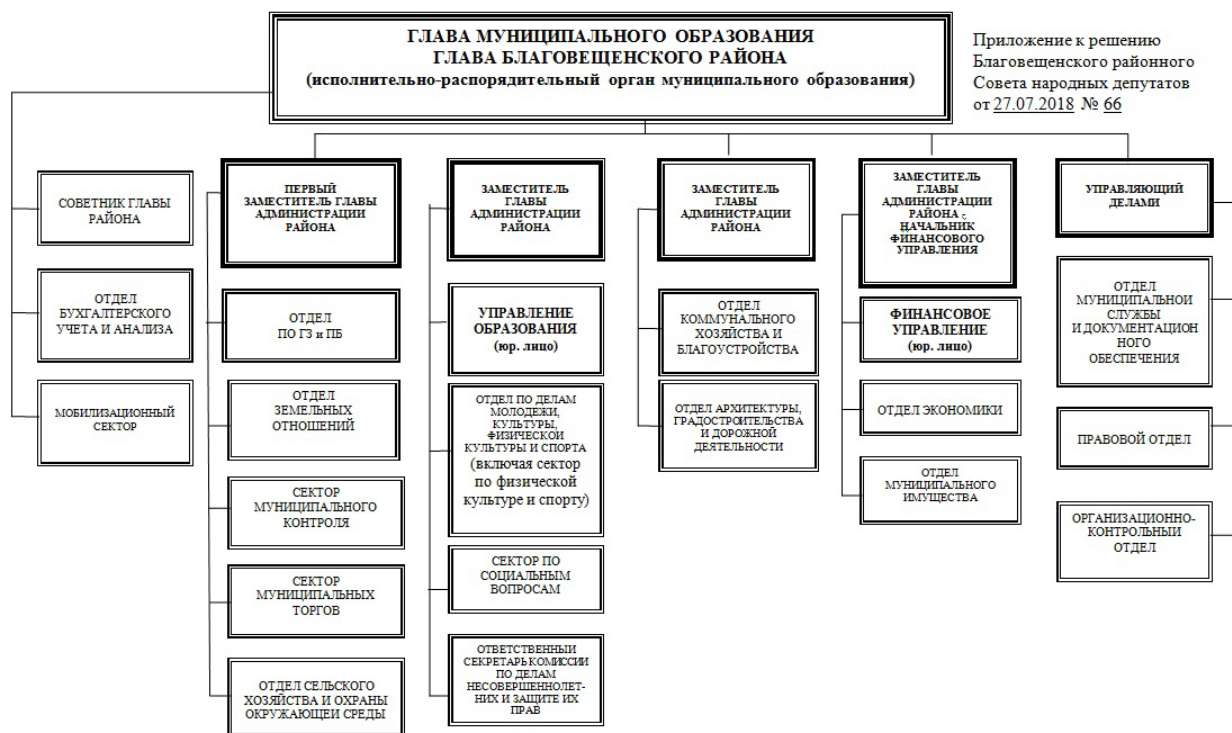 ГЛАВА МУНИЦИПАЛЬНОГО ОБРАЗОВАНИЯ
ГЛАВА БЛАГОВЕЩЕНСКОГО РАЙОНА
(исполнительно-распорядительный орган муниципального образования)
Приложение к решению
Благовещенского районного
Совета народных депутатов
от 27.07.2018 № 66
СОВЕТНИК ГЛАВЫ
РАЙОНА
ОТДЕЛ
БУХГАЛТЕРСКОГО
УЧЕТА И АНАЛИЗА
МОБИЛИЗАЦИОННЫЙ
СЕКТОР
ПЕРВЫЙ
ЗАМЕСТИТЕЛЬ ГЛАВЫ
АДМИНИСТРАЦИИ
РАЙОНА
ОТДЕЛ
ПО ГЗ и ПБ
ОТДЕЛ
ЗЕМЕЛЬНЫХ
ОТНОШЕНИЙ
СЕКТОР
МУНИЦИПАЛЬНОГО
КОНТРОЛЯ
СЕКТОР
МУНИЦИПАЛЬНЫХ
ТОРГОВ
ОТДЕЛ СЕЛЬСКОГО
ХОЗЯЙСТВА И ОХРАНЫ
ОКРУЖАЮЩЕЙ СРЕДЫ
ЗАМЕСТИТЕЛЬ
ГЛАВЫ
АДМИНИСТРАЦИИ
РАЙОНА
УПРАВЛЕНИЕ
ОБРАЗОВАНИЯ
(юр. лицо)
ОТДЕЛ ПО ДЕЛАМ
МОЛОДЕЖИ,
КУЛЬТУРЫ,
ФИЗИЧЕСКОЙ
КУЛЬТУРЫ И СПОРТА
(включая сектор
по физической
культуре и спорту)
СЕКТОР ПО
СОЦИАЛЬНЫМ
ВОПРОСАМ
ОТВЕТСТВЕННЫЙ
СЕКРЕТАРЬ КОМИССИИ
ПО ДЕЛАМ
НЕСОВЕРШЕННОЛЕТ-
НИХ И ЗАЩИТЕ ИХ
ПРАВ
ЗАМЕСТИТЕЛЬ
ГЛАВЫ
АДМИНИСТРАЦИИ
РАЙОНА
ОТДЕЛ
КОММУНАЛЬНОГО
ХОЗЯЙСТВА И
БЛАГОУСТРОЙСТВА
ОТДЕЛ АРХИТЕКТУРЫ,
ГРАДОСТРОИТЕЛЬСТВА
И ДОРОЖНОЙ
ДЕЯТЕЛЬНОСТИ
ЗАМЕСТИТЕЛЬ
ГЛАВЫ
АДМИНИСТРАЦИИ
РАЙОНА -
НАЧАЛЬНИК
ФИНАНСОВОГО
УПРАВЛЕНИЯ
ФИНАНСОВОЕ
УПРАВЛЕНИЕ
(юр. лицо)
ОТДЕЛ ЭКОНОМИКИ
ОТДЕЛ
МУНИЦИПАЛЬНОГО
ИМУЩЕСТВА
УПРАВЛЯЮЩИЙ
ДЕЛАМИ
ОТДЕЛ
МУНИЦИПАЛЬНОЙ
СЛУЖБЫ
И ДОКУМЕНТАЦИОН
НОГО
ОБЕСПЕЧЕНИЯ
ПРАВОВОЙ ОТДЕЛ
ОРГАНИЗАЦИОННО-
КОНТРОЛЬНЫЙ
ОТДЕЛ